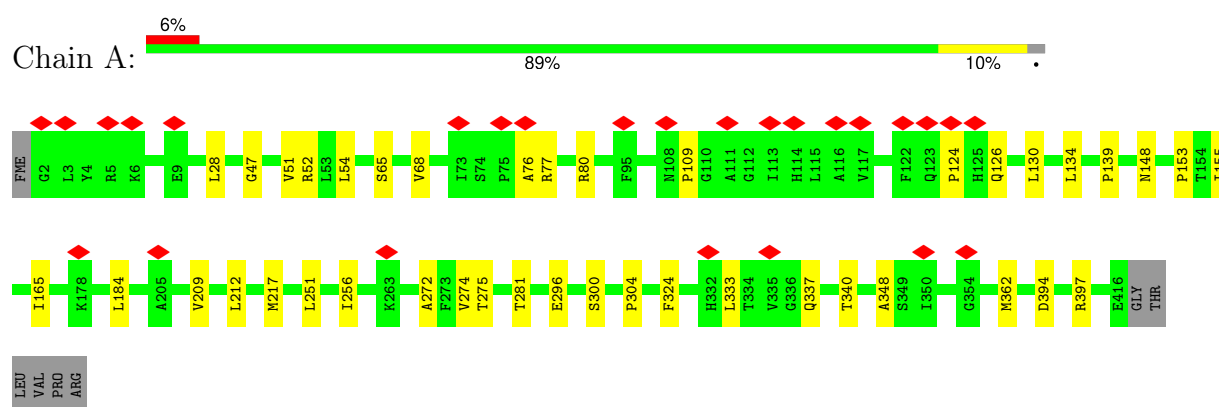 6%
Chain A:
89%
10%
•
FME G2 L3 Y4 R5 K6 E9 L28 G47 V51 R52 L53 L54 S65 V68 I73 S74 P75 A76 R77 R80 F95 N108 P109 G110 A111 G112 I113 H114 L115 A116 V117 F122 Q123 P124 H125 Q126 L130 L134 P139 N148 P153 T154 I155
I165 K178 L184 A205 V209 L212 M217 L251 I256 K263 A272 F273 V274 T275 T281 E296 S300 P304 F324 H332 L333 T334 V335 G336 Q337 T340 A348 S349 I350 G354 M362 D394 R397 E416 GLY THR
LEU VAL PRO ARG